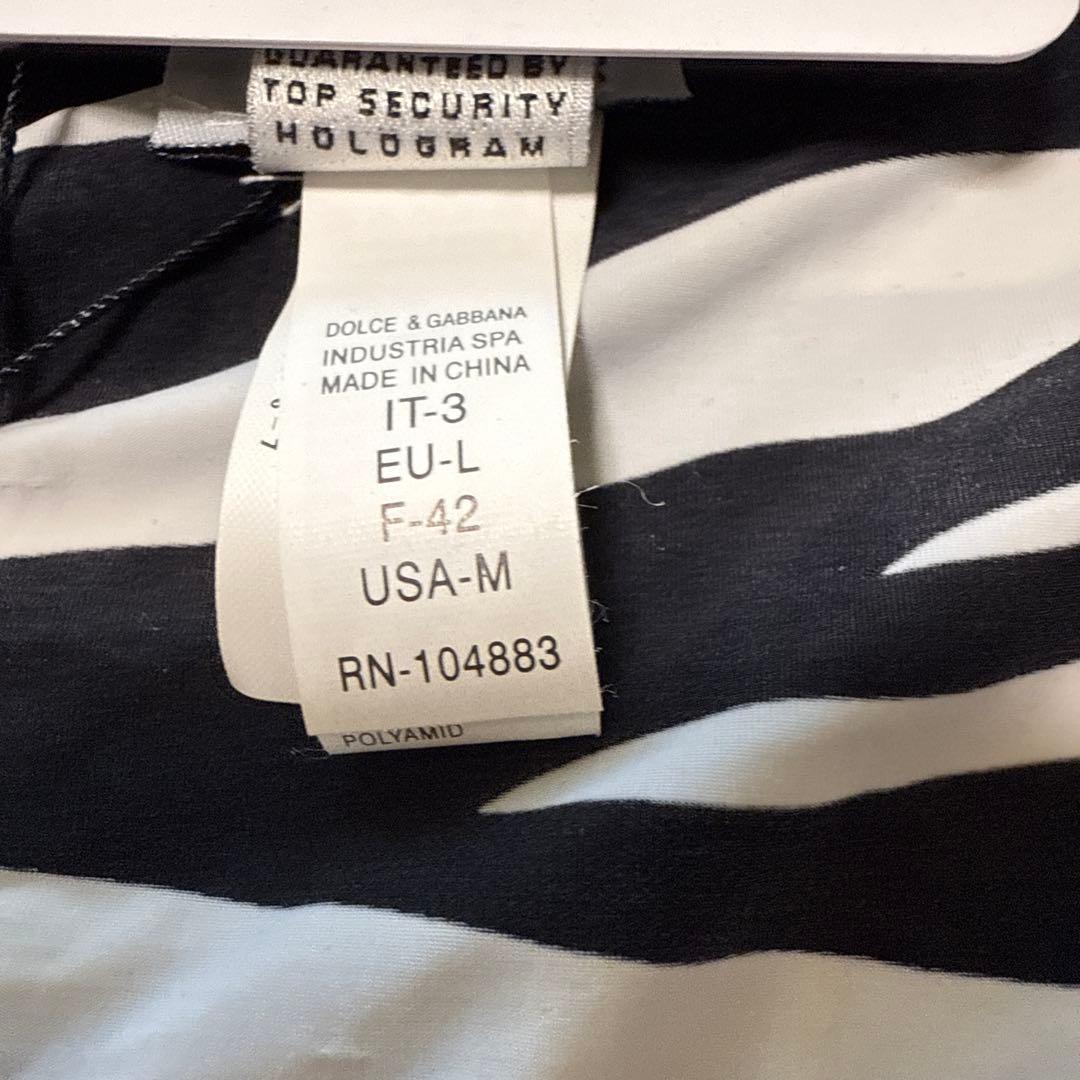 GUARANTEED BY
TOP SECURITY
HOLOGRAM
DOLCE & GABBANA
INDUSTRIA SPA
MADE IN CHINA
IT-3
EU-L
F-42
USA-M
RN-104883
POLYAMID